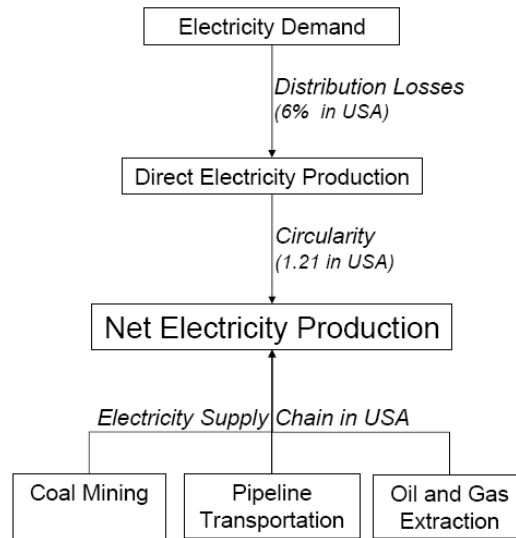 Electricity Demand
Distribution Losses
(6% in USA)
Direct Electricity Production
Circularity
(1.21 in USA)
Net Electricity Production
Electricity Supply Chain in USA
Coal Mining
Pipeline
Transportation
Oil and Gas
Extraction